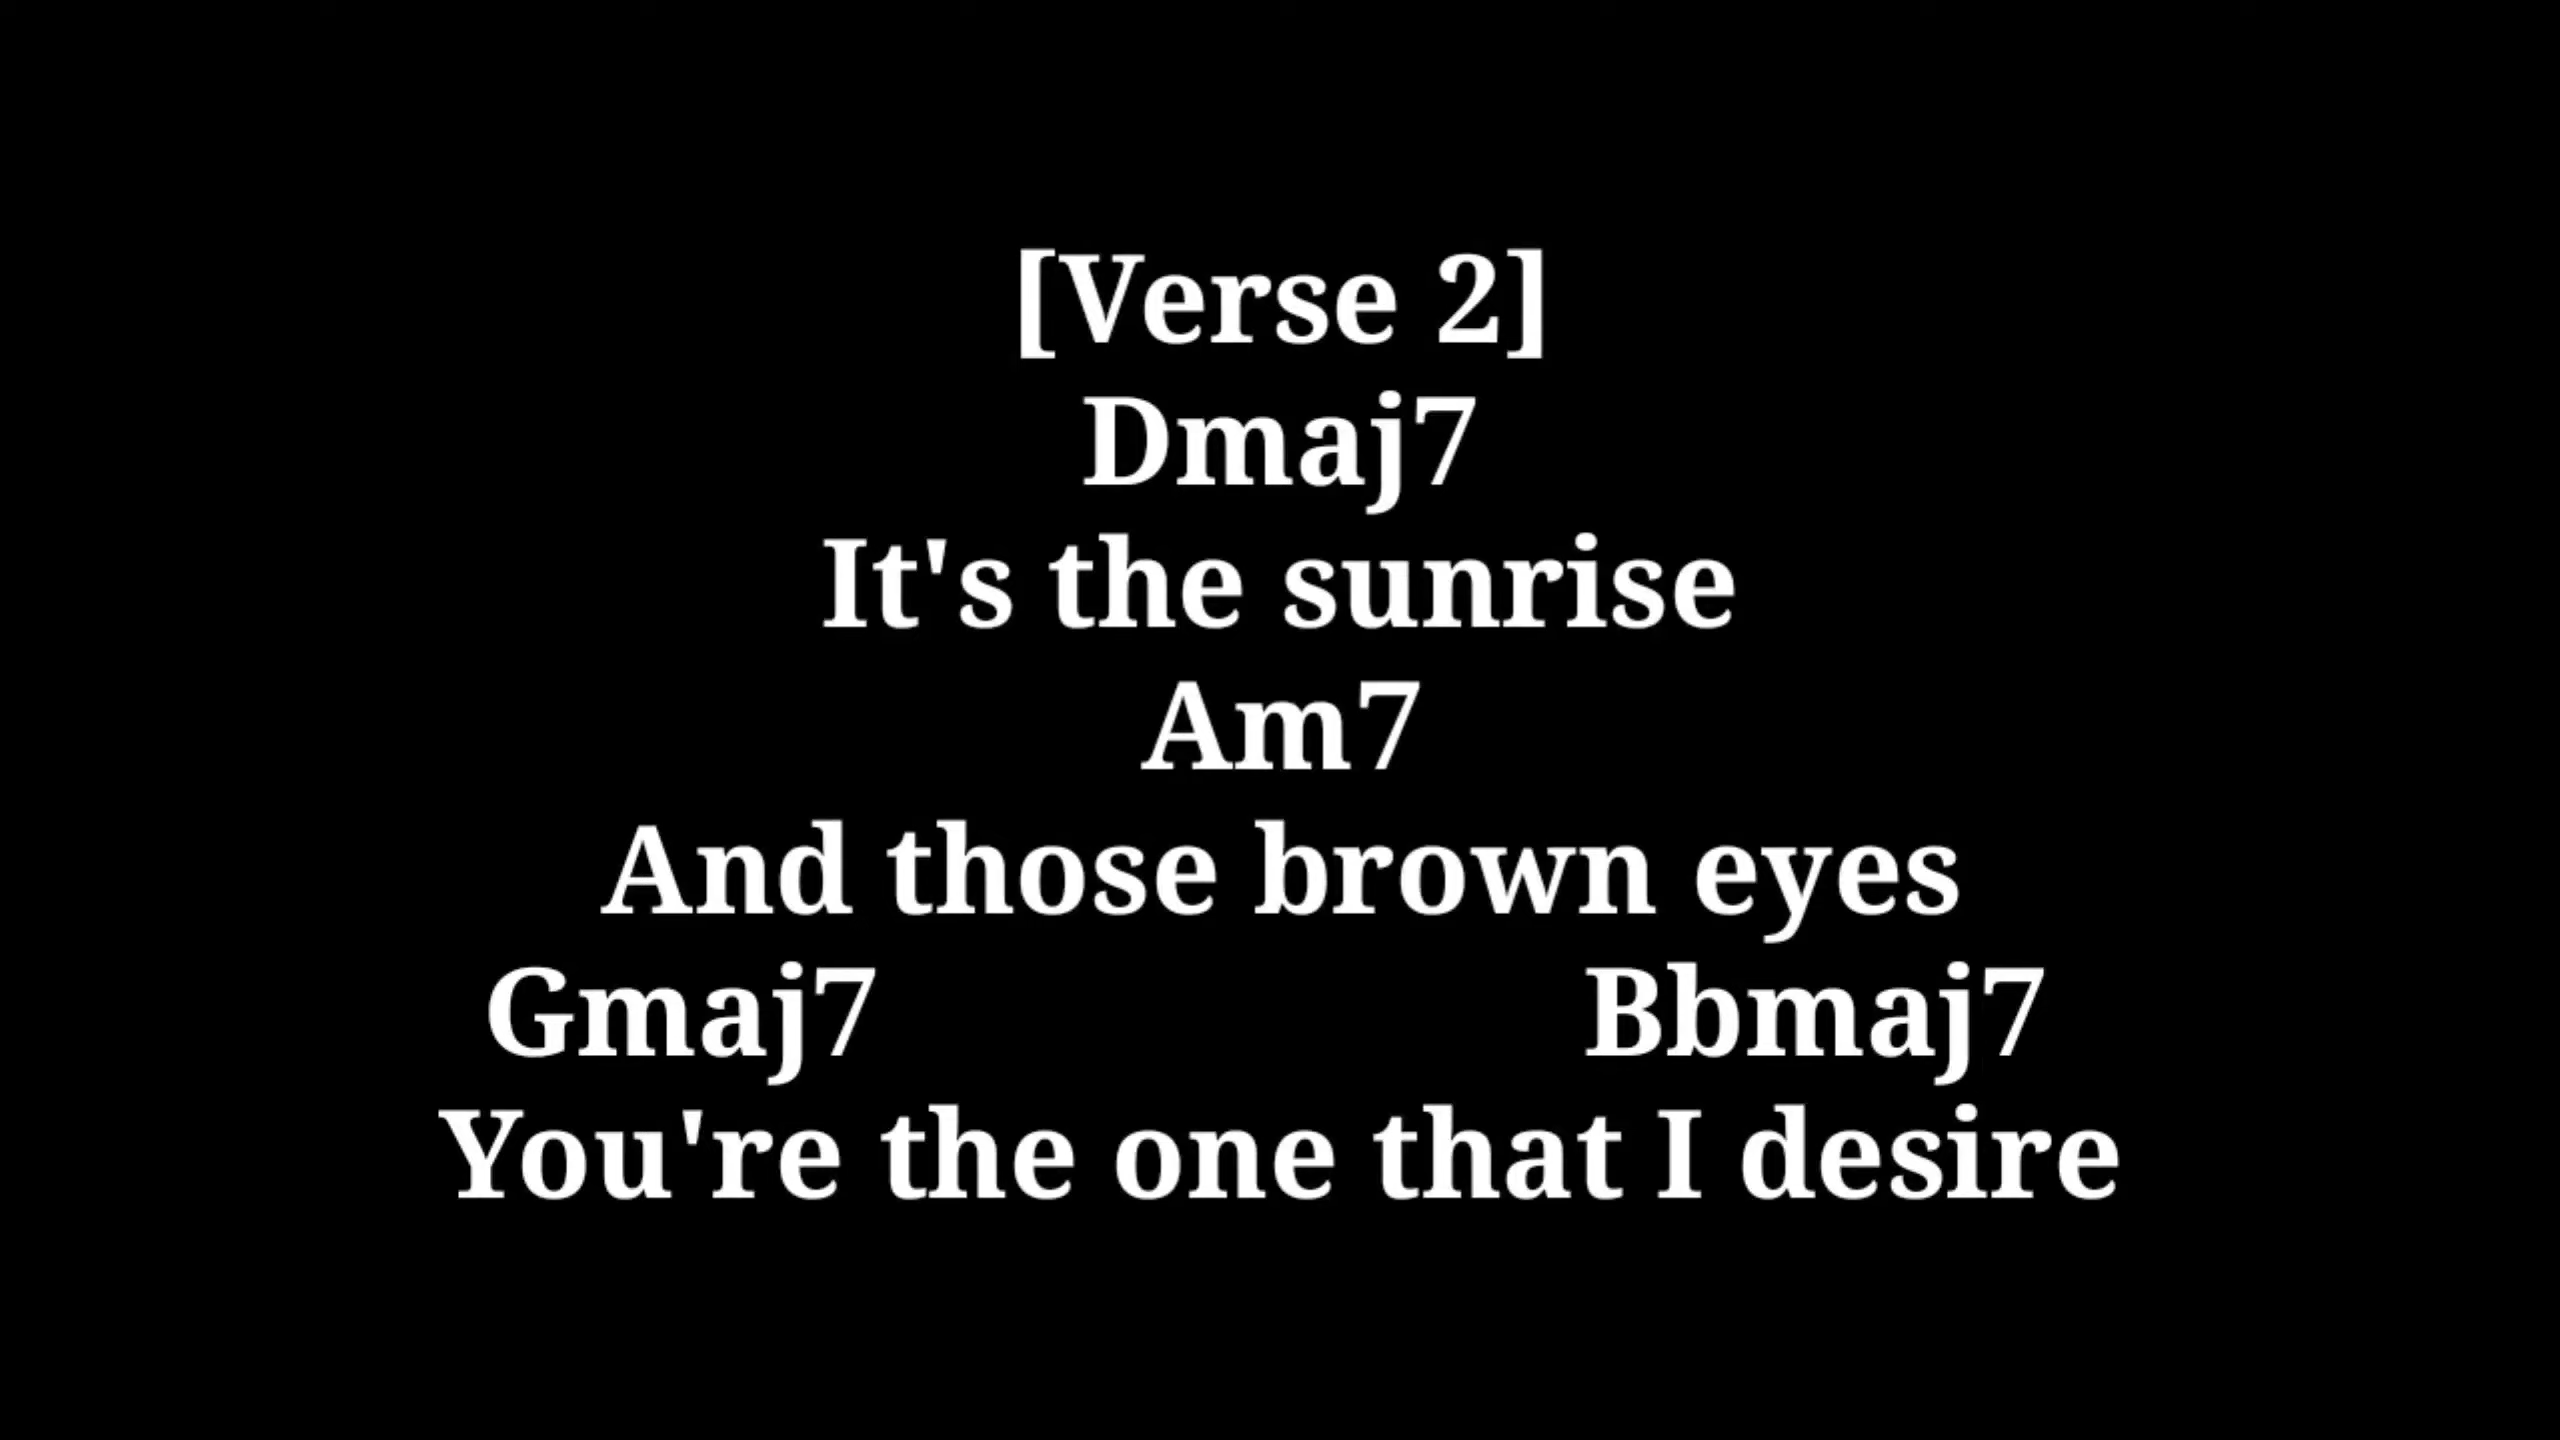 [Verse 2]
Dmaj7
It's the sunrise
Am7
And those brown eyes
Gmaj7 Bbmaj7
You're the one that I desire